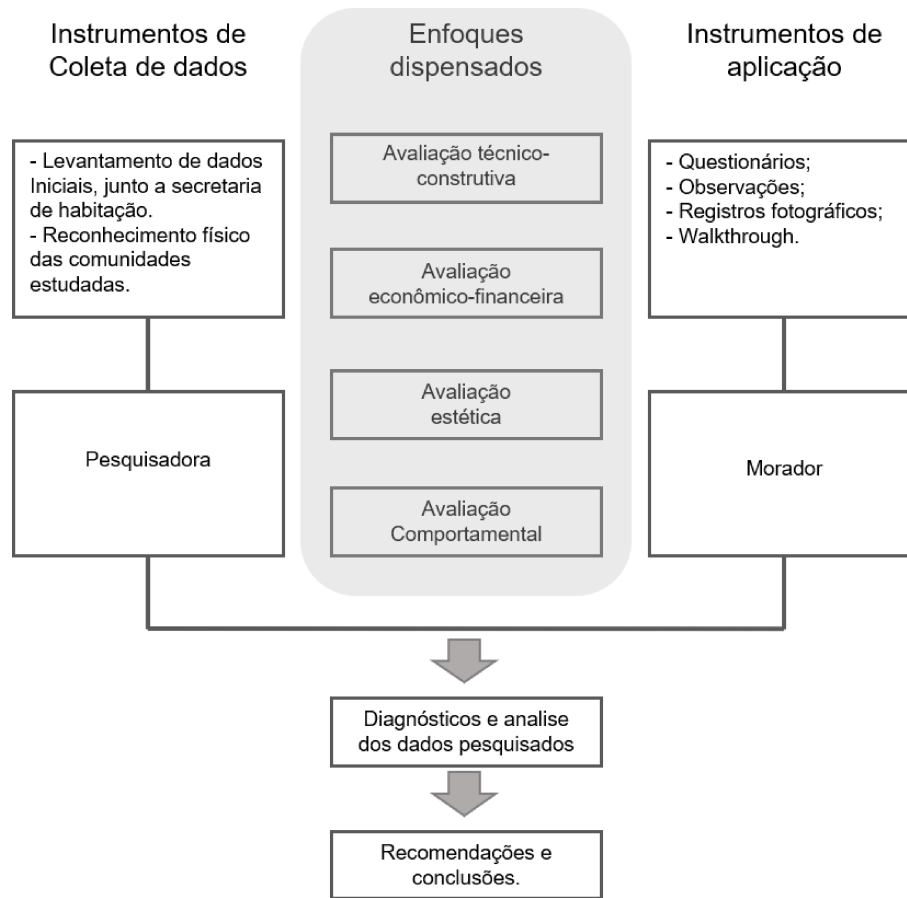 Instrumentos de
Coleta de dados
- Levantamento de dados
Iniciais, junto a secretaria
de habitação.
- Reconhecimento físico
das comunidades
estudadas.
Pesquisadora
Enfoques
dispensados
Avaliação técnico-
construtiva
Avaliação
econômico-financeira
Avaliação
estética
Avaliação
Comportamental
Instrumentos de
aplicação
- Questionários;
- Observações;
- Registros fotográficos;
- Walkthrough.
Morador
Diagnósticos e analise
dos dados pesquisados
Recomendações e
conclusões.